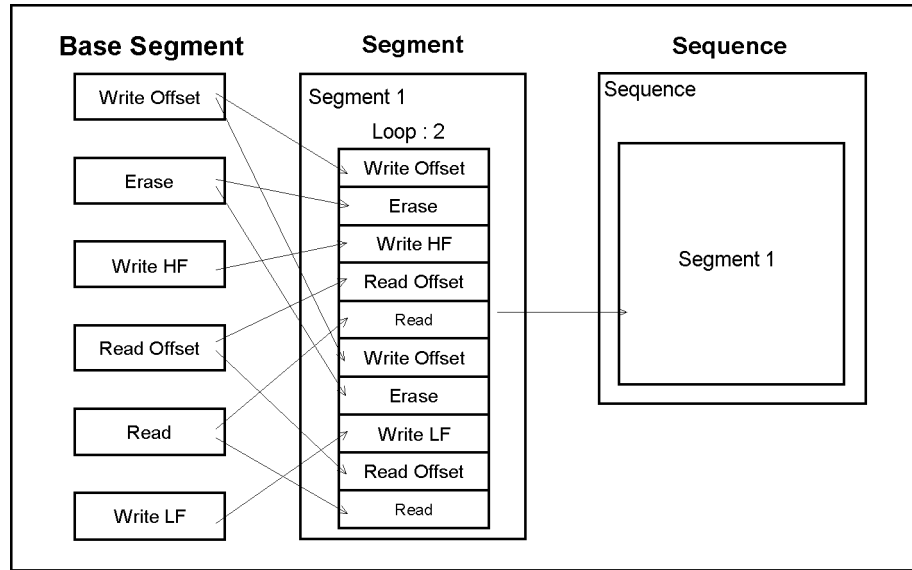 Base Segment
Write Offset
Erase
Write HF
Read Offset
Read
Write LF
Segment
Segment 1
Loop : 2
Write Offset
Erase
Write HF
Read Offset
Read
Write Offset
Erase
Write LF
Read Offset
Read
Sequence
Sequence
Segment 1